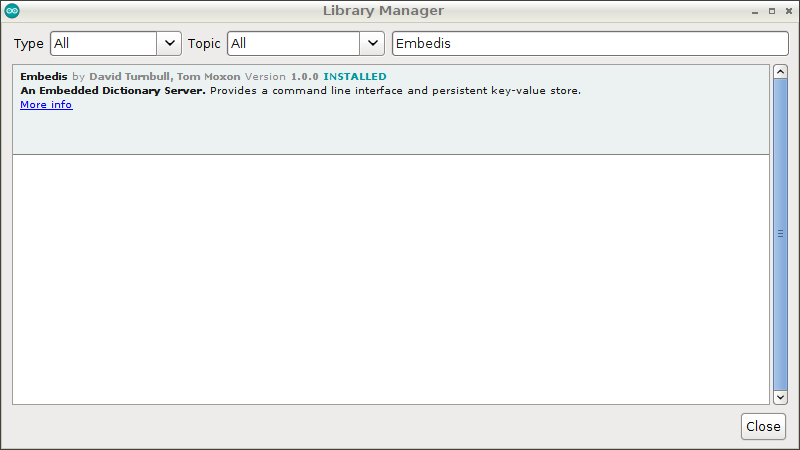 Library Manager
Type All Topic All Embedis
Embedis by David Turnbull, Tom Moxon Version 1.0.0 INSTALLED
An Embedded Dictionary Server. Provides a command line interface and persistent key-value store.
More info
Close